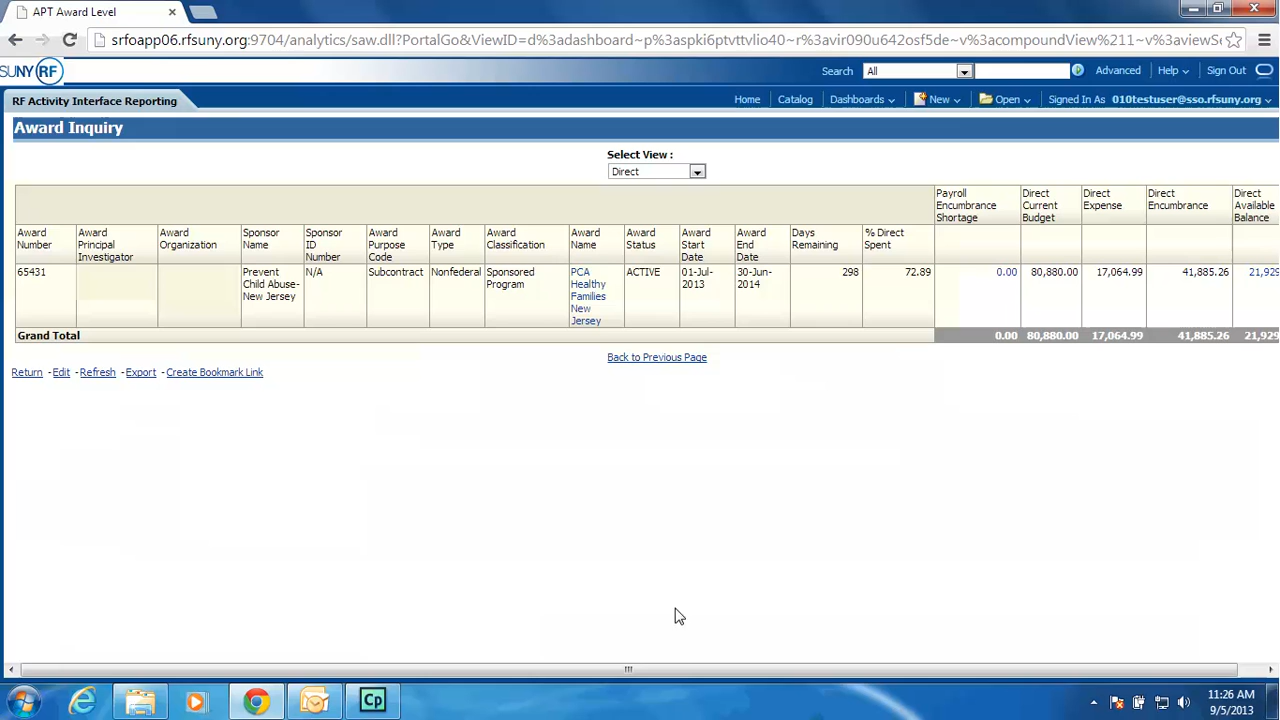 APT Award Level
srfoapp06.rfsuny.org:9704/analytics/saw.dll?PortalGo&ViewID=d%3adashboard~p%3aspki6ptvttvlio40~r%3avir090u642osf5de~v%3acompoundView%211~v%3aviewS
SUNY RF
Search All Advanced Help Sign Out
RF Activity Interface Reporting Home Catalog Dashboards New Open Signed In As 010testuser@sso.rfsuny.org
Award Inquiry
Select View :
Direct
Payroll Encumbrance Shortage Direct Current Budget Direct Expense Direct Encumbrance Direct Available Balance
Award Number Award Principal Investigator Award Organization Sponsor Name Sponsor ID Number Award Purpose Code Award Type Award Classification Award Name Award Status Award Start Date Award End Date Days Remaining % Direct Spent
65431 Prevent Child Abuse-New Jersey N/A Subcontract Nonfederal Sponsored Program PCA Healthy Families New Jersey ACTIVE 01-Jul-2013 30-Jun-2014 298 72.89 0.00 80,880.00 17,064.99 41,885.26 21,929
Grand Total 0.00 80,880.00 17,064.99 41,885.26 21,929
Back to Previous Page
Return - Edit - Refresh - Export - Create Bookmark Link
Cp
11:26 AM
9/5/2013